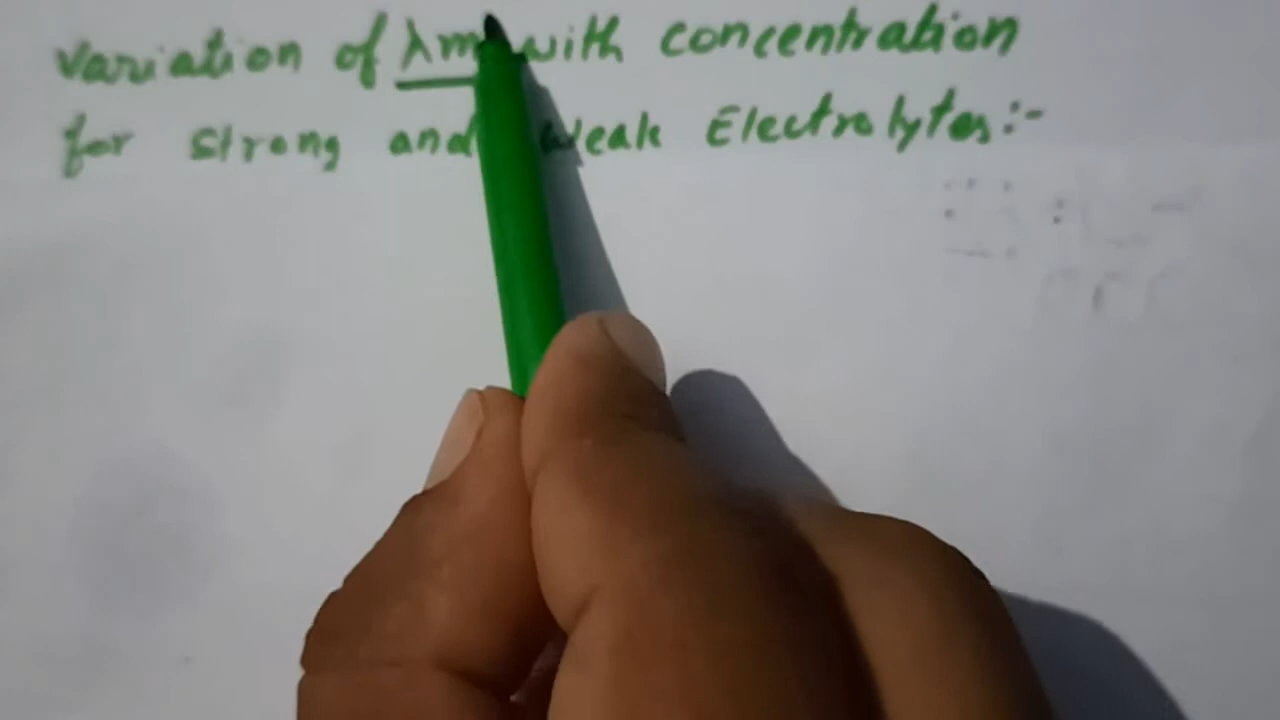 variation of λm with concentration
for strong and weak Electrolytes:-